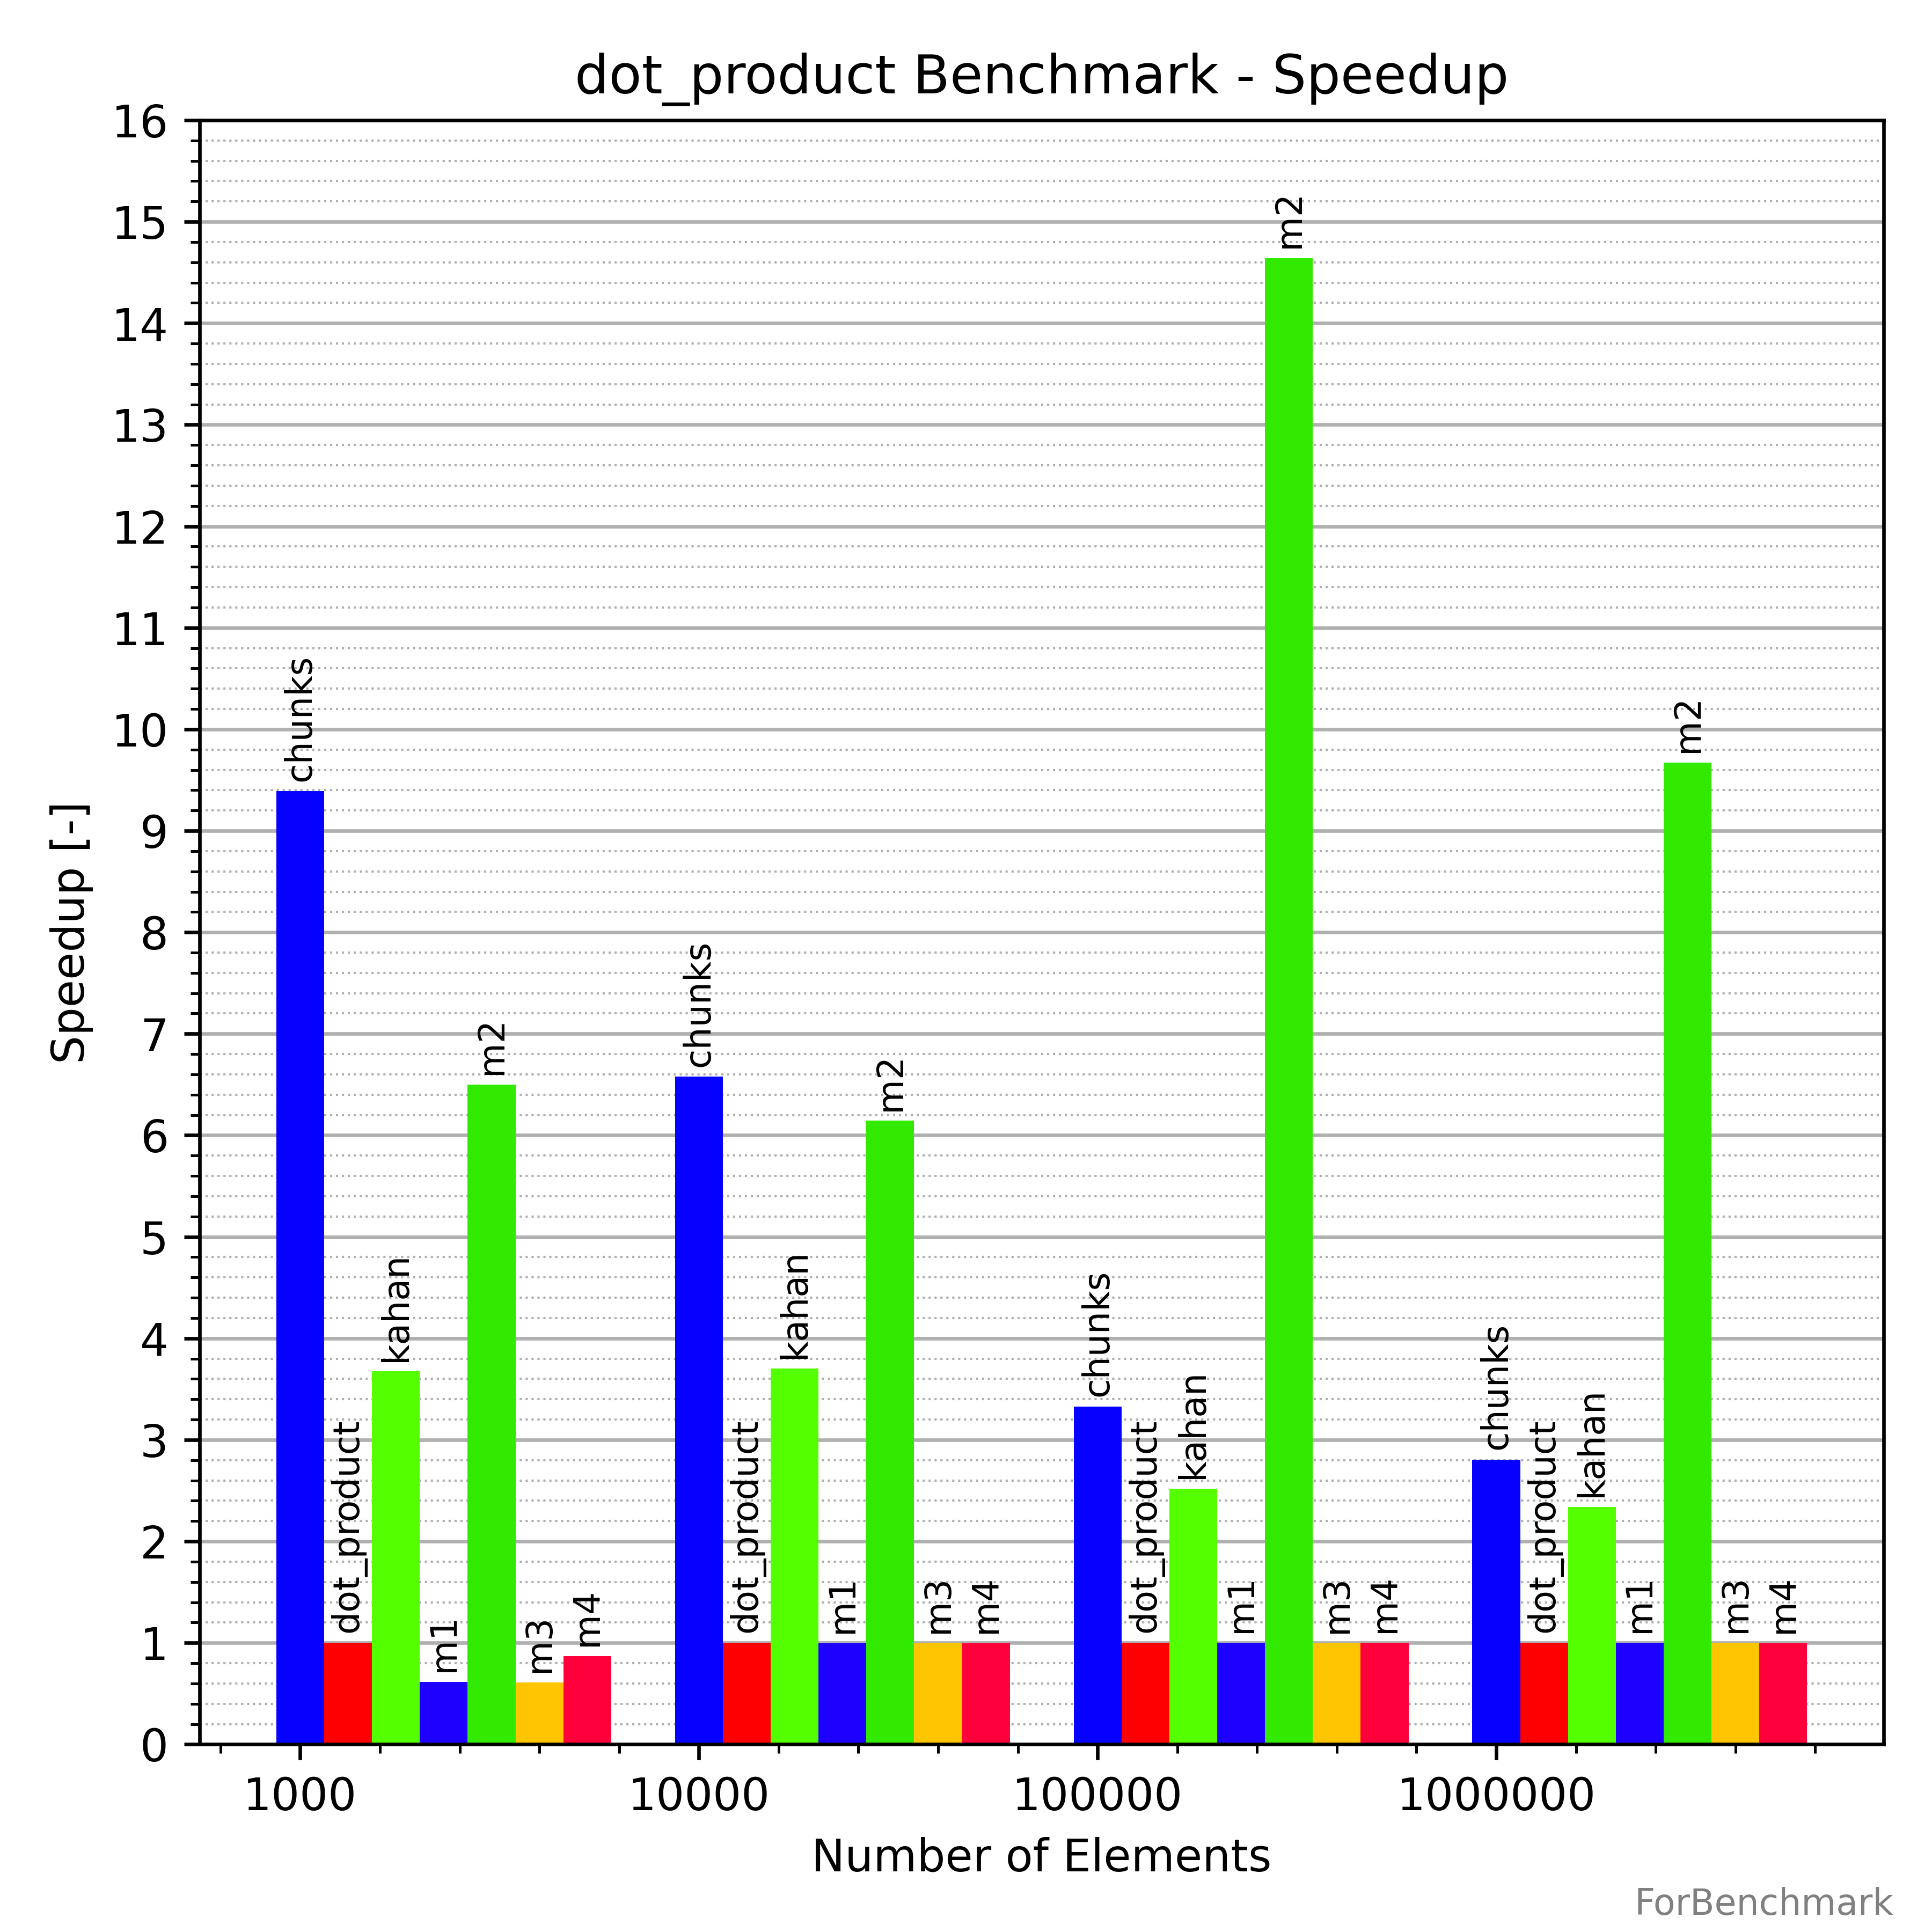 dot_product Benchmark - Speedup
Speedup [-]
16
15
14
13
12
11
10
9
8
7
6
5
4
3
2
1
0
chunks
dot_product
kahan
m1
m2
m3
m4
chunks
dot_product
kahan
m1
m2
m3
m4
chunks
dot_product
kahan
m1
m2
m3
m4
chunks
dot_product
kahan
m1
m2
m3
m4
1000
10000
100000
1000000
Number of Elements
ForBenchmark